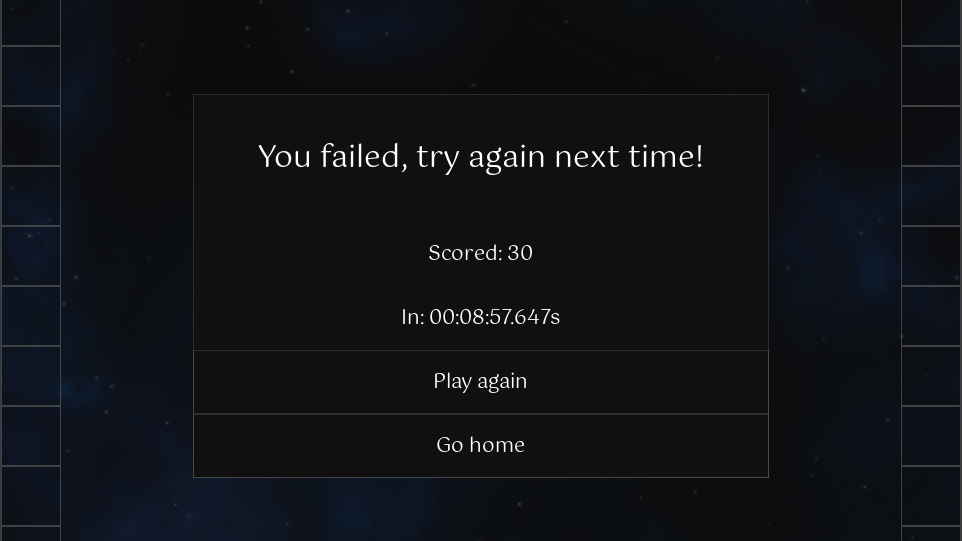 You failed, try again next time!
Scored: 30
In: 00:08:57.647s
Play again
Go home